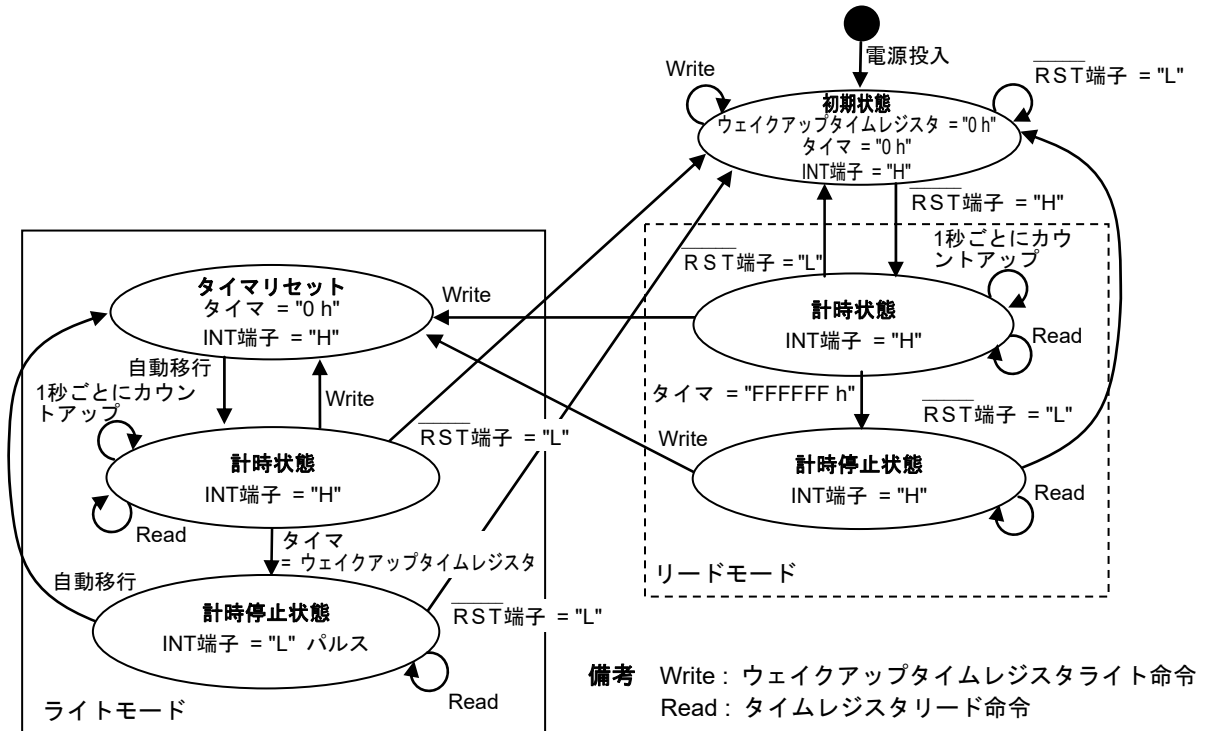 電源投入
Write
RST端子 = "L"
初期状態
ウェイクアップタイムレジスタ = "0 h"
タイマ = "0 h"
INT端子 = "H"
RST端子 = "H"
RST端子 = "L"
1秒ごとにカウ
ントアップ
計時状態
INT端子 = "H"
Read
Write
タイマ = "FFFFFF h"
RST端子 = "L"
Write
計時停止状態
INT端子 = "H"
Read
リードモード
タイマリセット
タイマ = "0 h"
INT端子 = "H"
自動移行
Write
1秒ごとにカウン
トアップ
RST端子 = "L"
計時状態
INT端子 = "H"
Read
タイマ
= ウェイクアップタイムレジスタ
自動移行
計時停止状態
INT端子 = "L" パルス
RST端子 = "L"
Read
ライトモード
備考 Write : ウェイクアップタイムレジスタライト命令
Read : タイムレジスタリード命令